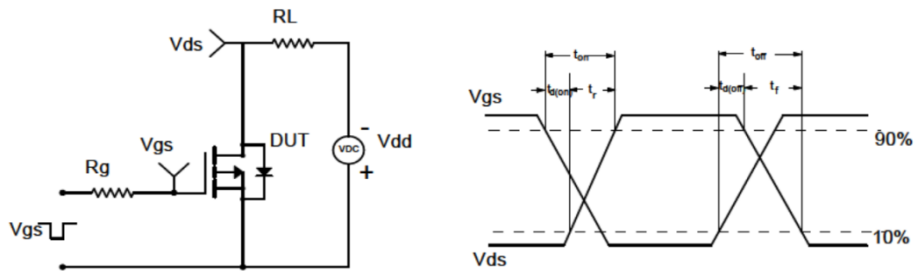 RL
Vds
Vgs
DUT
VDC
-
+
Vdd
Rg
Vgs
ton
toff
td(on)
tr
td(off)
tf
Vgs
90%
10%
Vds